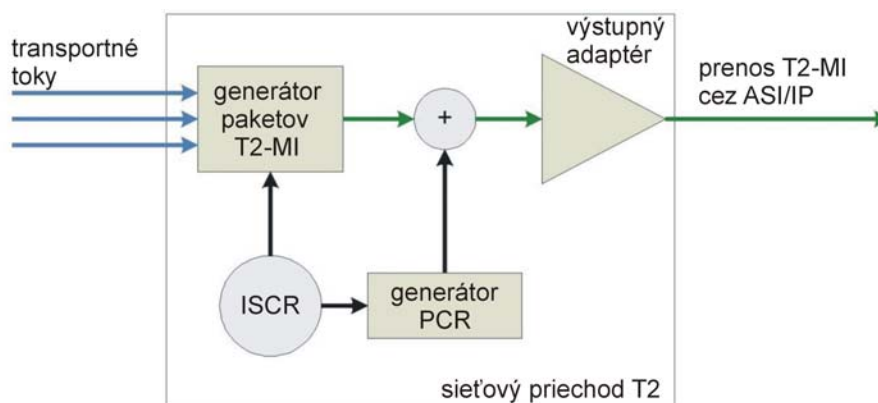 transportné
toky
generátor
paketov
T2-MI
+
výstupný
adaptér
prenos T2-MI
cez ASI/IP
ISCR
generátor
PCR
sieťový priechod T2